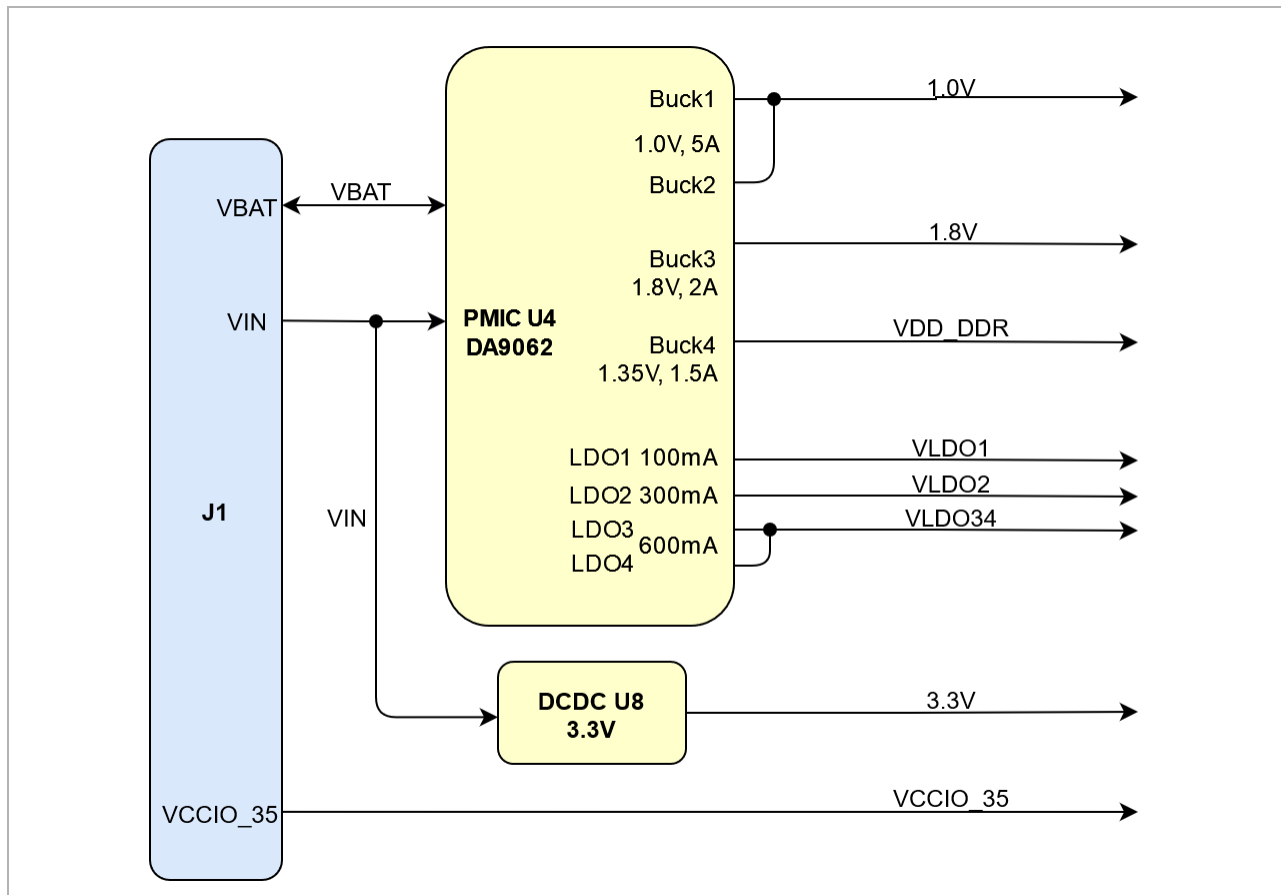 Buck1
1.0V
1.0V, 5A
Buck2
VBAT
VBAT
1.8V
Buck3
1.8V, 2A
VIN
PMIC U4
DA9062
VDD_DDR
Buck4
1.35V, 1.5A
LDO1 100mA
VLDO1
LDO2 300mA
VLDO2
LDO3
LDO4
600mA
VLDO34
J1
VIN
DCDC U8
3.3V
3.3V
VCCIO_35
VCCIO_35